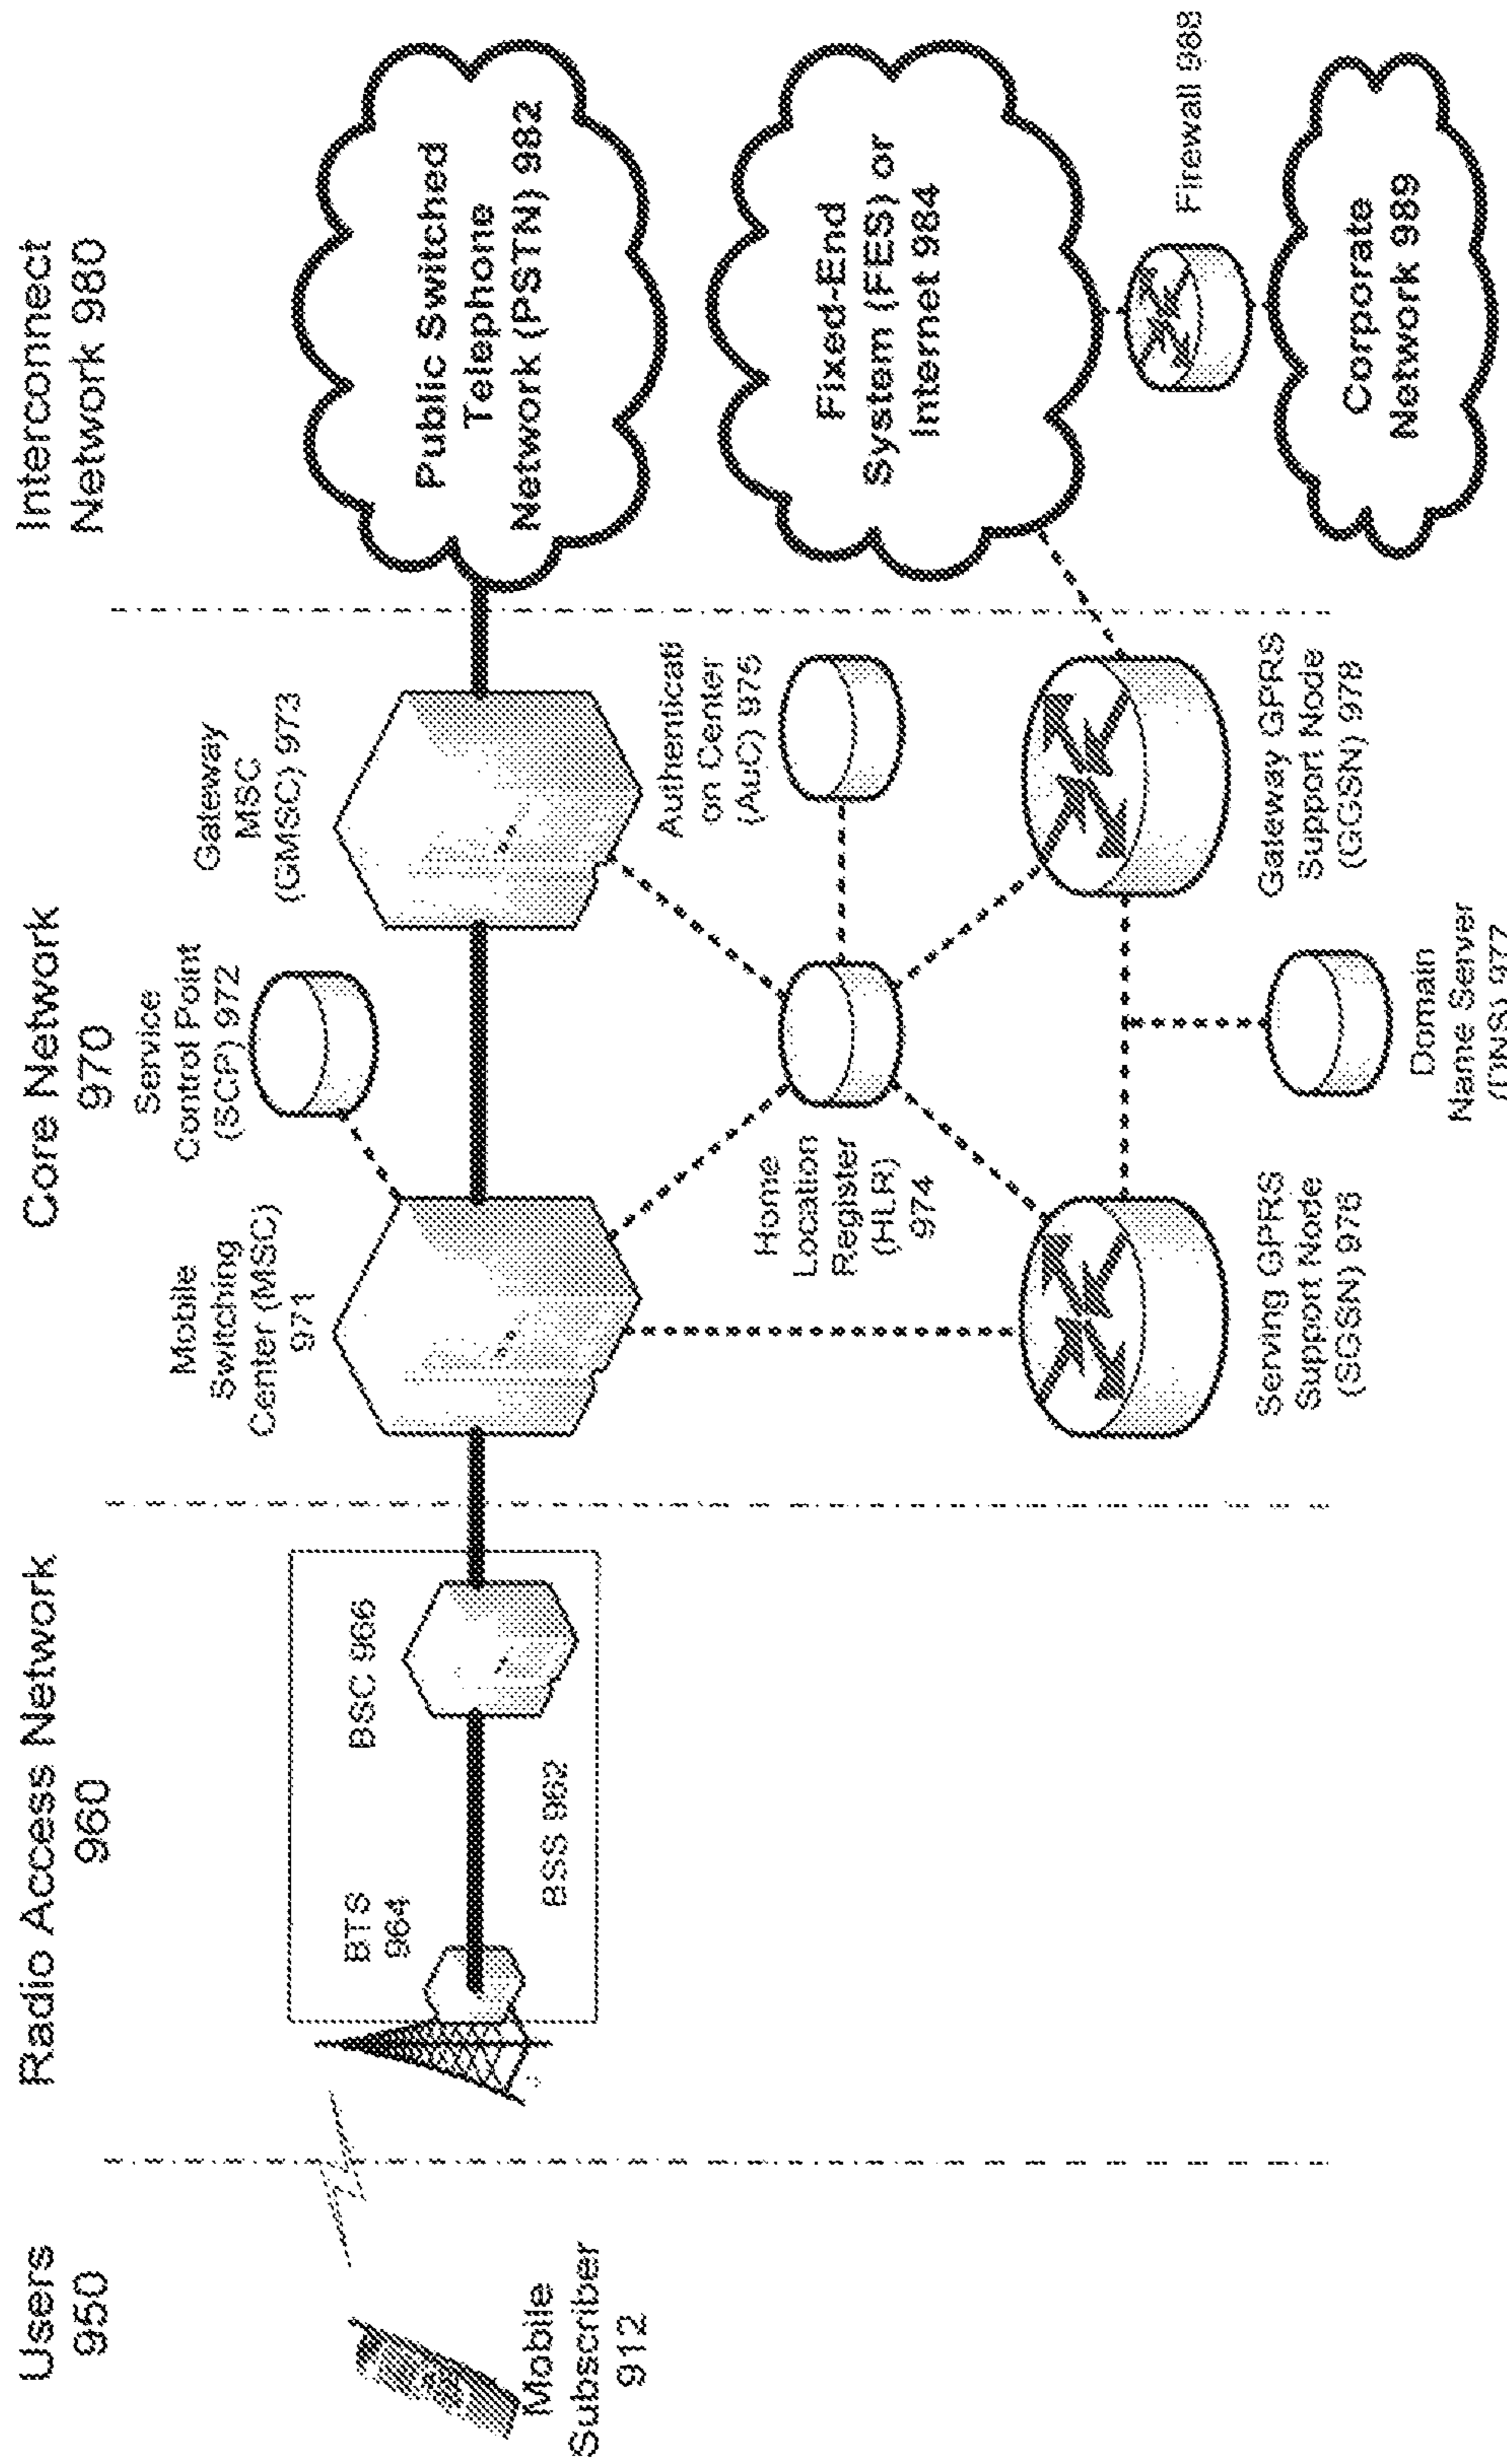 Users
950
Radio Access Network
960
Core Network
970
Interconnect
Network 980
Mobile
Subscriber
912
BTS
964
BSC 966
BSS 962
Mobile
Switching
Center (MSC)
971
Service
Control Point
(SCP) 972
Gateway
MSC
(GMSC) 973
Home
Location
Register
(HLR)
974
Authenticati
on Center
(AuC) 975
Serving GPRS
Support Node
(SGSN) 976
Domain
Name Server
(DNS) 977
Gateway GPRS
Support Node
(GGSN) 978
Public Switched
Telephone
Network (PSTN) 982
Fixed-End
System (FES) or
Internet 984
Firewall 988
Corporate
Network 989